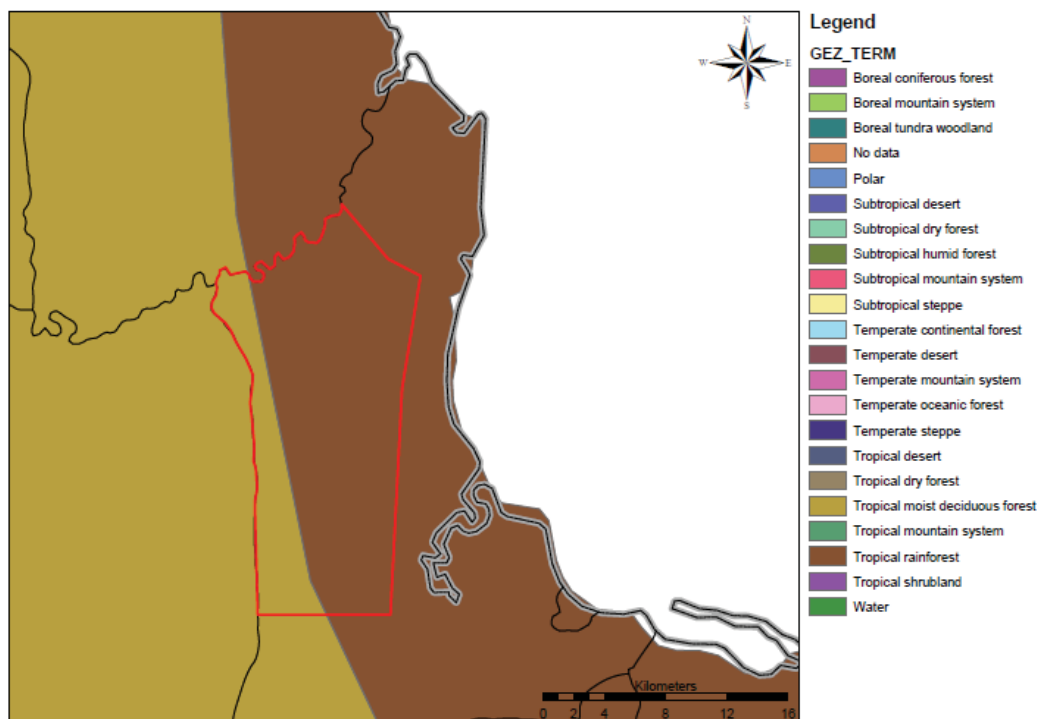 N
W E
S
Legend
GEZ_TERM
Boreal coniferous forest
Boreal mountain system
Boreal tundra woodland
No data
Polar
Subtropical desert
Subtropical dry forest
Subtropical humid forest
Subtropical mountain system
Subtropical steppe
Temperate continental forest
Temperate desert
Temperate mountain system
Temperate oceanic forest
Temperate steppe
Tropical desert
Tropical dry forest
Tropical moist deciduous forest
Tropical mountain system
Tropical rainforest
Tropical shrubland
Water
Kilometers
0 2 4 8 12 16